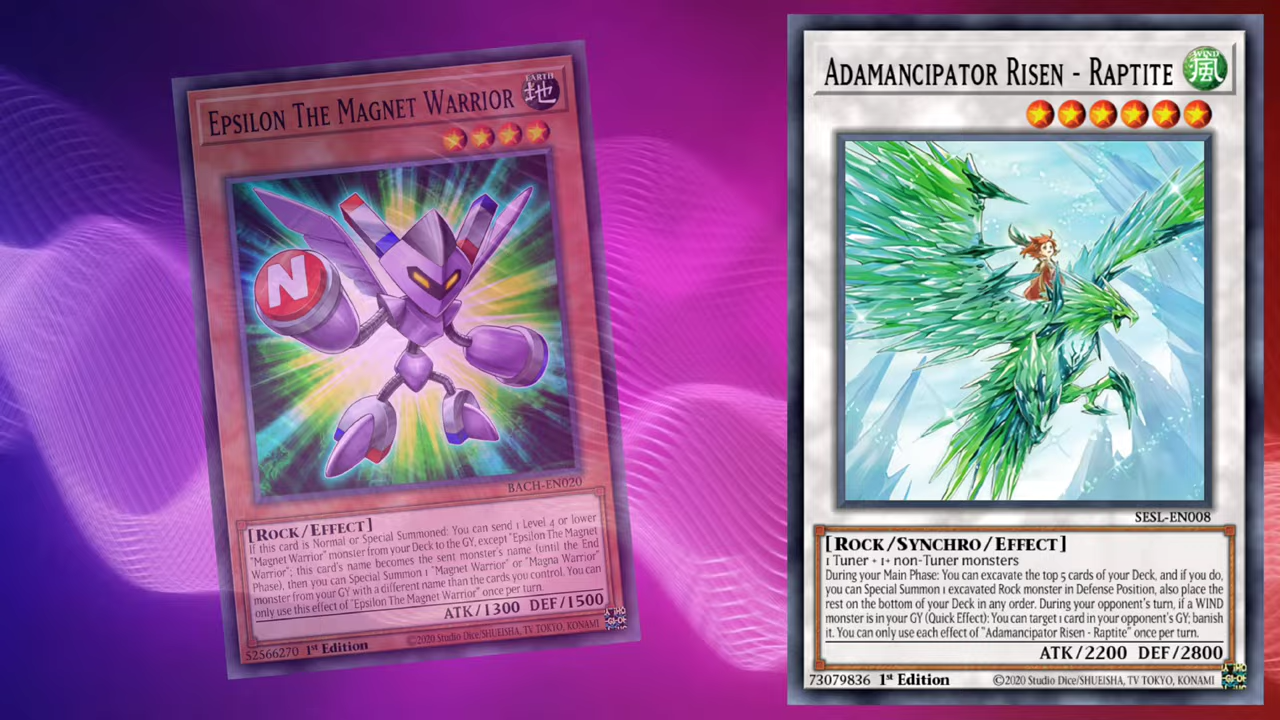 EPSILON THE MAGNET WARRIOR
EARTH
地
N
BACH-EN020
[ROCK/EFFECT]
If this card is Normal or Special Summoned: You can send 1 Level 4 or lower
"Magnet Warrior" monster from your Deck to the GY, except "Epsilon The Magnet
Warrior"; this card's name becomes the sent monster's name (until the End
Phase), then you can Special Summon 1 "Magnet Warrior" or "Magna Warrior"
monster from your GY with a different name than the cards you control. You can
only use this effect of "Epsilon The Magnet Warrior" once per turn.
ATK/1300 DEF/1500
52566270 1st Edition ©2020 Studio Dice/SHUEISHA, TV TOKYO, KONAMI
ADAMANCIPATOR RISEN - RAPTITE
WIND
風
SESL-EN008
[ROCK/SYNCHRO/EFFECT]
1 Tuner + 1+ non-Tuner monsters
During your Main Phase: You can excavate the top 5 cards of your Deck, and if you do,
you can Special Summon 1 excavated Rock monster in Defense Position, also place the
rest on the bottom of your Deck in any order. During your opponent's turn, if a WIND
monster is in your GY (Quick Effect): You can target 1 card in your opponent's GY; banish
it. You can only use each effect of "Adamancipator Risen - Raptite" once per turn.
ATK/2200 DEF/2800
73079836 1st Edition ©2020 Studio Dice/SHUEISHA, TV TOKYO, KONAMI